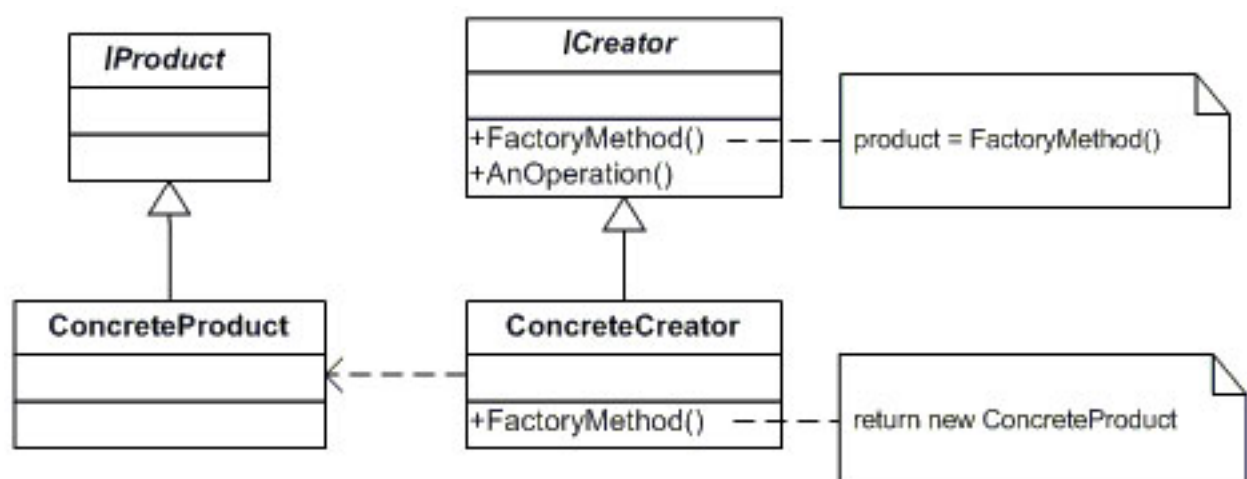 IProduct
ICreator
+FactoryMethod()
+AnOperation()
product = FactoryMethod()
ConcreteProduct
ConcreteCreator
+FactoryMethod()
return new ConcreteProduct